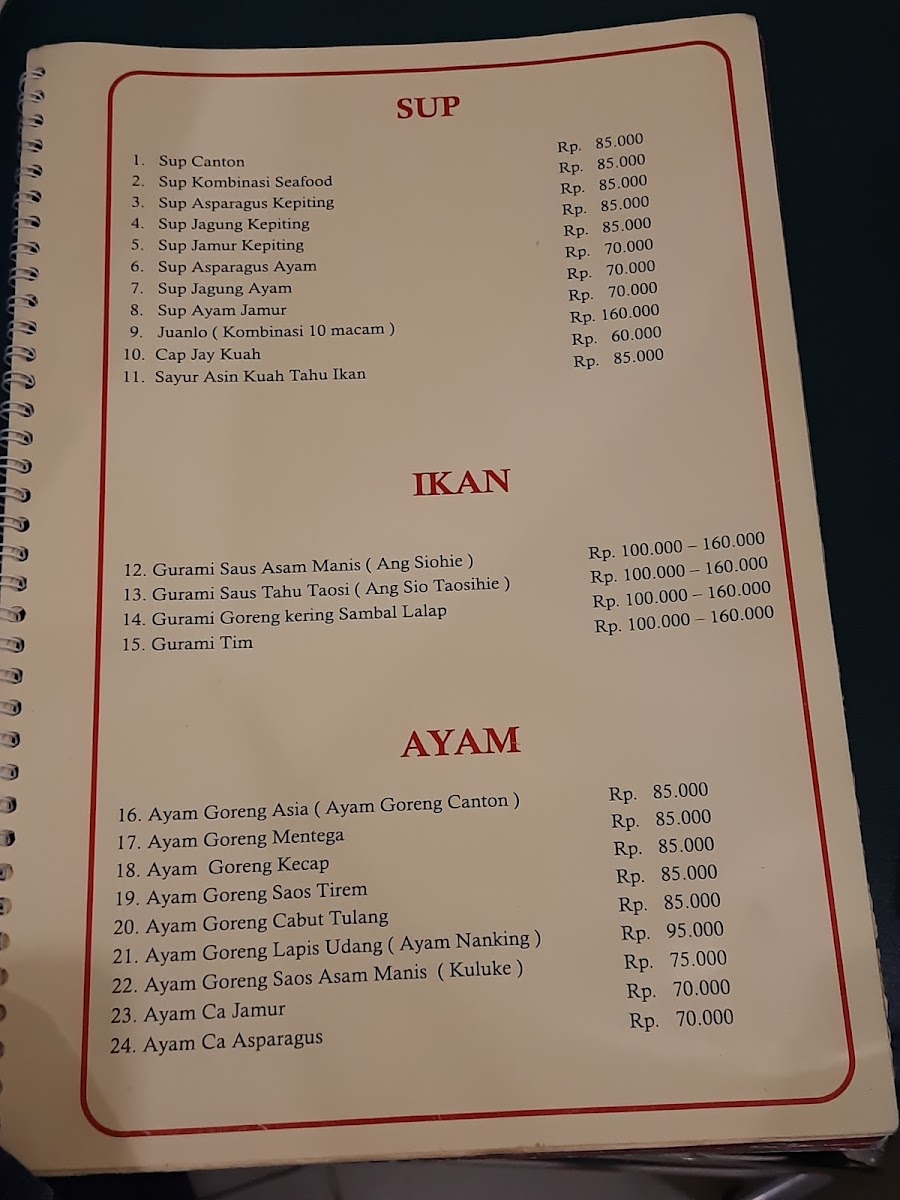 SUP
1. Sup Canton Rp. 85.000
2. Sup Kombinasi Seafood Rp. 85.000
3. Sup Asparagus Kepiting Rp. 85.000
4. Sup Jagung Kepiting Rp. 85.000
5. Sup Jamur Kepiting Rp. 85.000
6. Sup Asparagus Ayam Rp. 70.000
7. Sup Jagung Ayam Rp. 70.000
8. Sup Ayam Jamur Rp. 70.000
9. Juanlo ( Kombinasi 10 macam ) Rp. 160.000
10. Cap Jay Kuah Rp. 60.000
11. Sayur Asin Kuah Tahu Ikan Rp. 85.000
IKAN
12. Gurami Saus Asam Manis ( Ang Siohie ) Rp. 100.000 – 160.000
13. Gurami Saus Tahu Taosi ( Ang Sio Taosihie ) Rp. 100.000 – 160.000
14. Gurami Goreng kering Sambal Lalap Rp. 100.000 – 160.000
15. Gurami Tim Rp. 100.000 – 160.000
AYAM
16. Ayam Goreng Asia ( Ayam Goreng Canton ) Rp. 85.000
17. Ayam Goreng Mentega Rp. 85.000
18. Ayam Goreng Kecap Rp. 85.000
19. Ayam Goreng Saos Tirem Rp. 85.000
20. Ayam Goreng Cabut Tulang Rp. 85.000
21. Ayam Goreng Lapis Udang ( Ayam Nanking ) Rp. 95.000
22. Ayam Goreng Saos Asam Manis ( Kuluke ) Rp. 75.000
23. Ayam Ca Jamur Rp. 70.000
24. Ayam Ca Asparagus Rp. 70.000